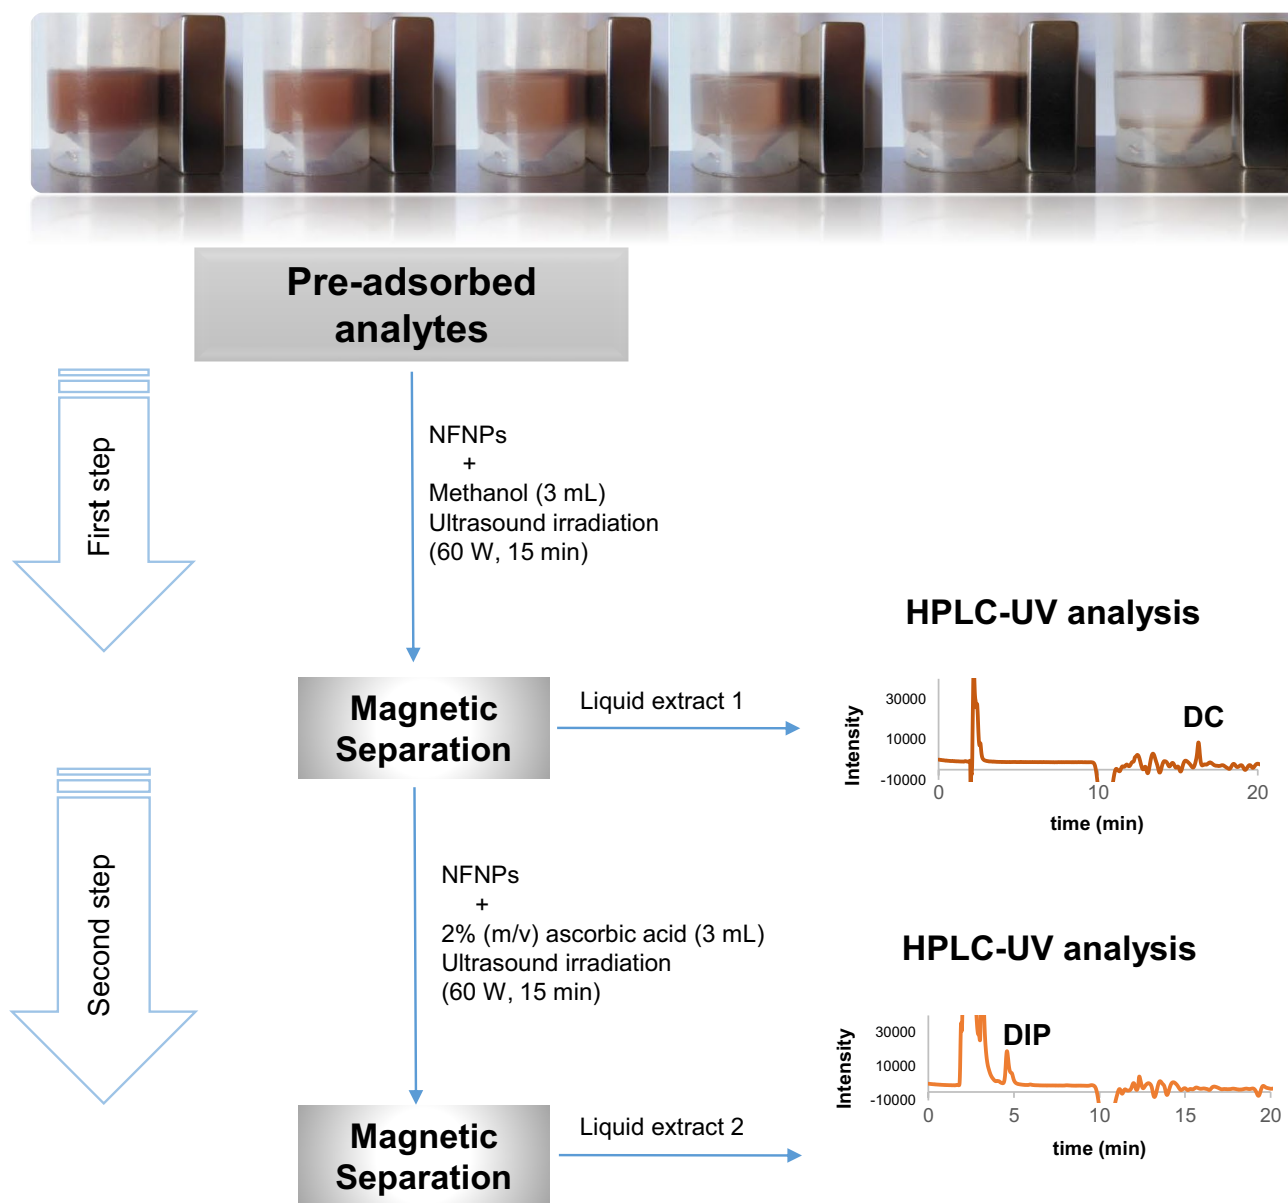 Pre-adsorbed
analytes
First step
NFNPs
+
Methanol (3 mL)
Ultrasound irradiation
(60 W, 15 min)
Magnetic
Separation
Liquid extract 1
HPLC-UV analysis
Intensity
30000
10000
-10000
DC
0
10
20
time (min)
Second step
NFNPs
+
2% (m/v) ascorbic acid (3 mL)
Ultrasound irradiation
(60 W, 15 min)
Magnetic
Separation
Liquid extract 2
HPLC-UV analysis
Intensity
30000
10000
-10000
DIP
0
5
10
15
20
time (min)